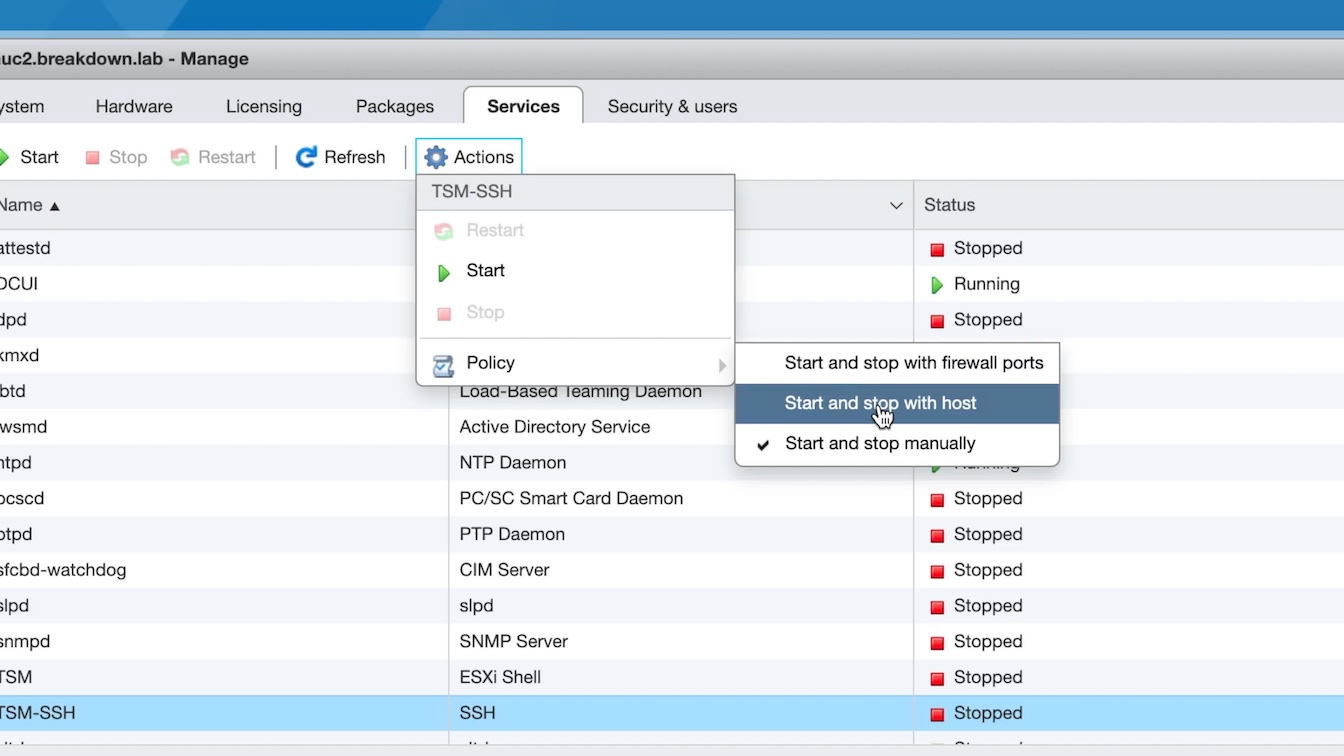 uc2.breakdown.lab - Manage
ystem Hardware Licensing Packages Services Security & users
Start Stop Restart Refresh Actions
Name Status
TSM-SSH
Restart
Start
Stop
Policy
Start and stop with firewall ports
Start and stop with host
Start and stop manually
attestd Stopped
DCUI Running
dpd Stopped
kmxd
btd Load-Based Teaming Daemon
wsmd Active Directory Service
ntpd NTP Daemon Running
pcscd PC/SC Smart Card Daemon Stopped
ptpd PTP Daemon Stopped
sfcbd-watchdog CIM Server Stopped
slpd slpd Stopped
snmpd SNMP Server Stopped
TSM ESXi Shell Stopped
TSM-SSH SSH Stopped